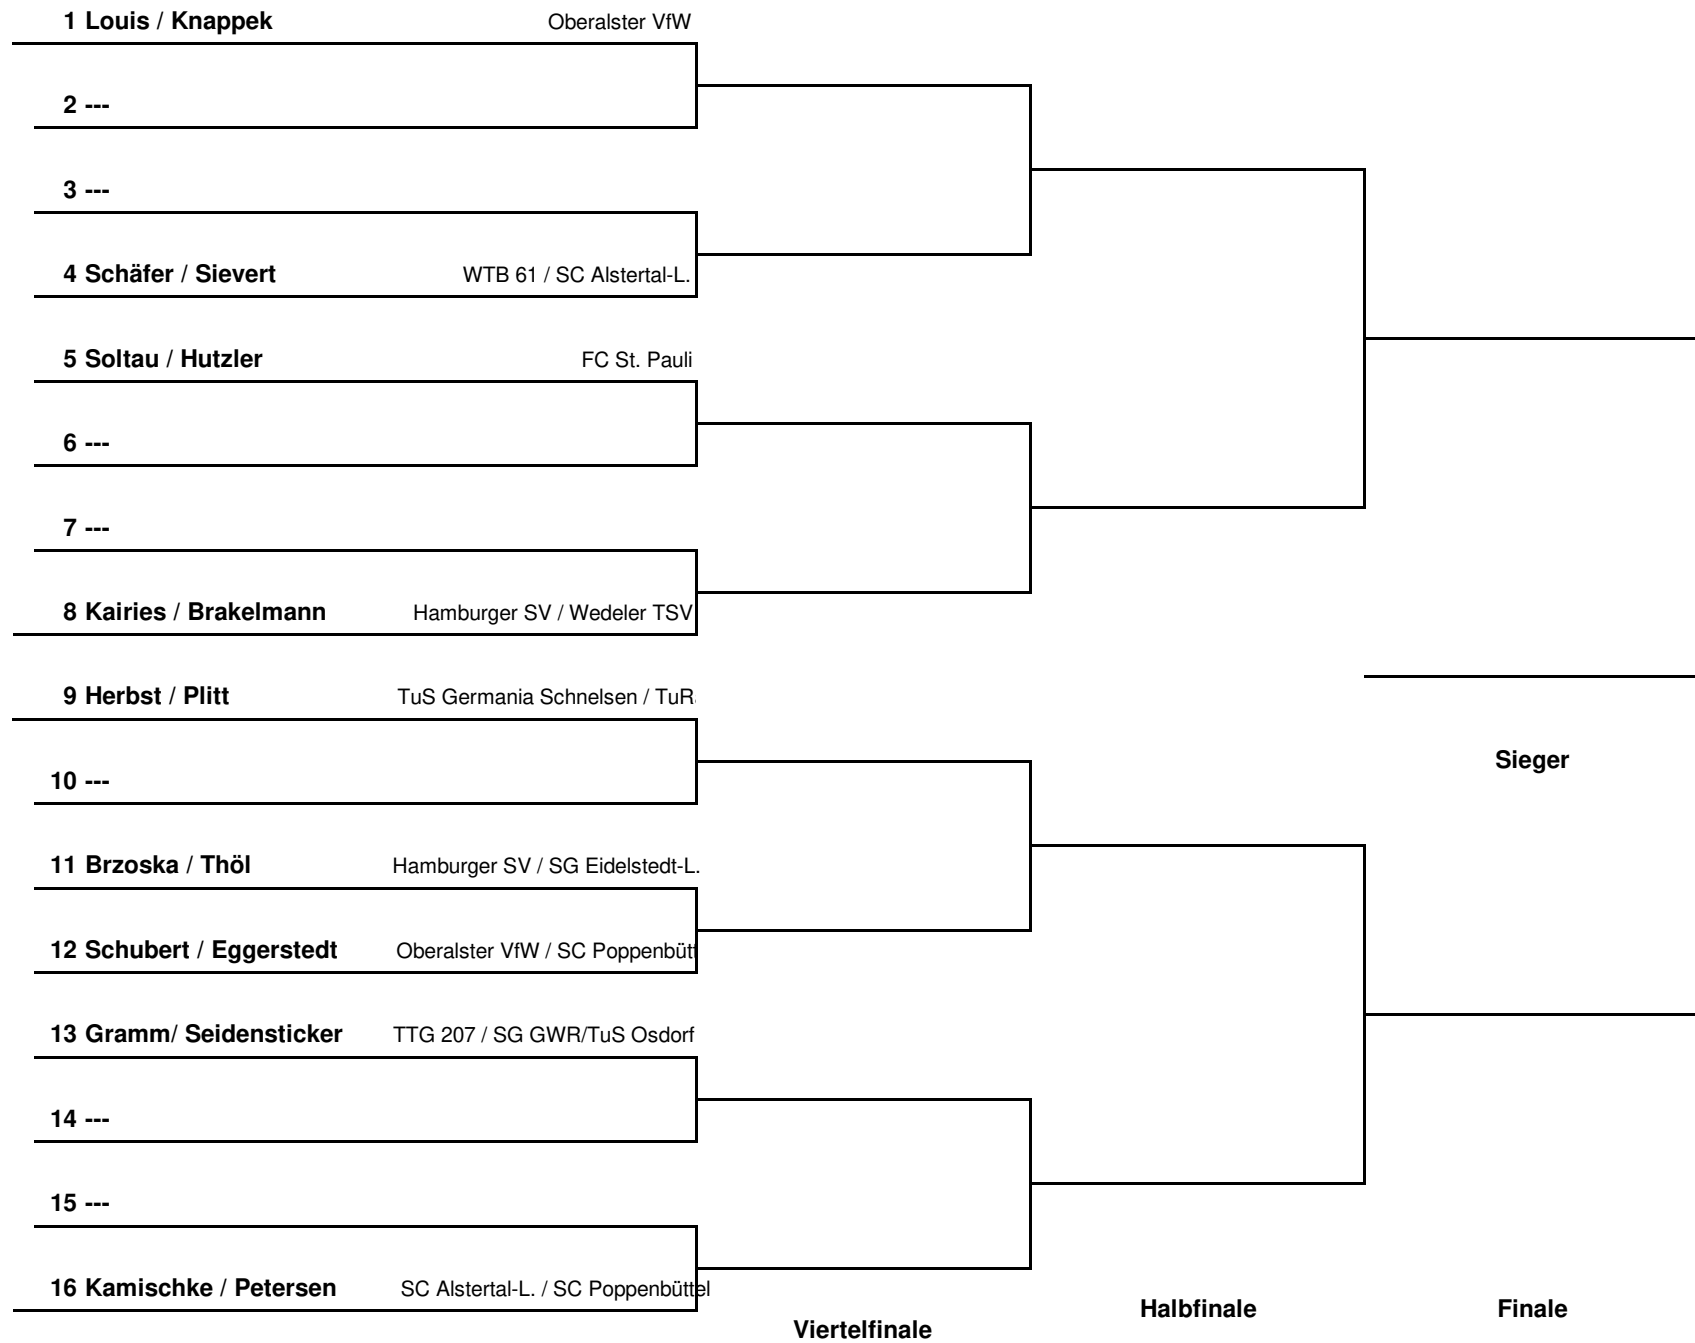 1 Louis / Knappek Oberalster VfW
2 ---
3 ---
4 Schäfer / Sievert WTB 61 / SC Alstertal-L.
5 Soltau / Hutzler FC St. Pauli
6 ---
7 ---
8 Kairies / Brakelmann Hamburger SV / Wedeler TSV
9 Herbst / Plitt TuS Germania Schnelsen / TuR
Sieger
10 ---
11 Brzoska / Thöl Hamburger SV / SG Eidelstedt-L.
12 Schubert / Eggerstedt Oberalster VfW / SC Poppenbütt
13 Gramm/ Seidensticker TTG 207 / SG GWR/TuS Osdorf
14 ---
15 ---
16 Kamischke / Petersen SC Alstertal-L. / SC Poppenbüttel
Viertelfinale
Halbfinale
Finale